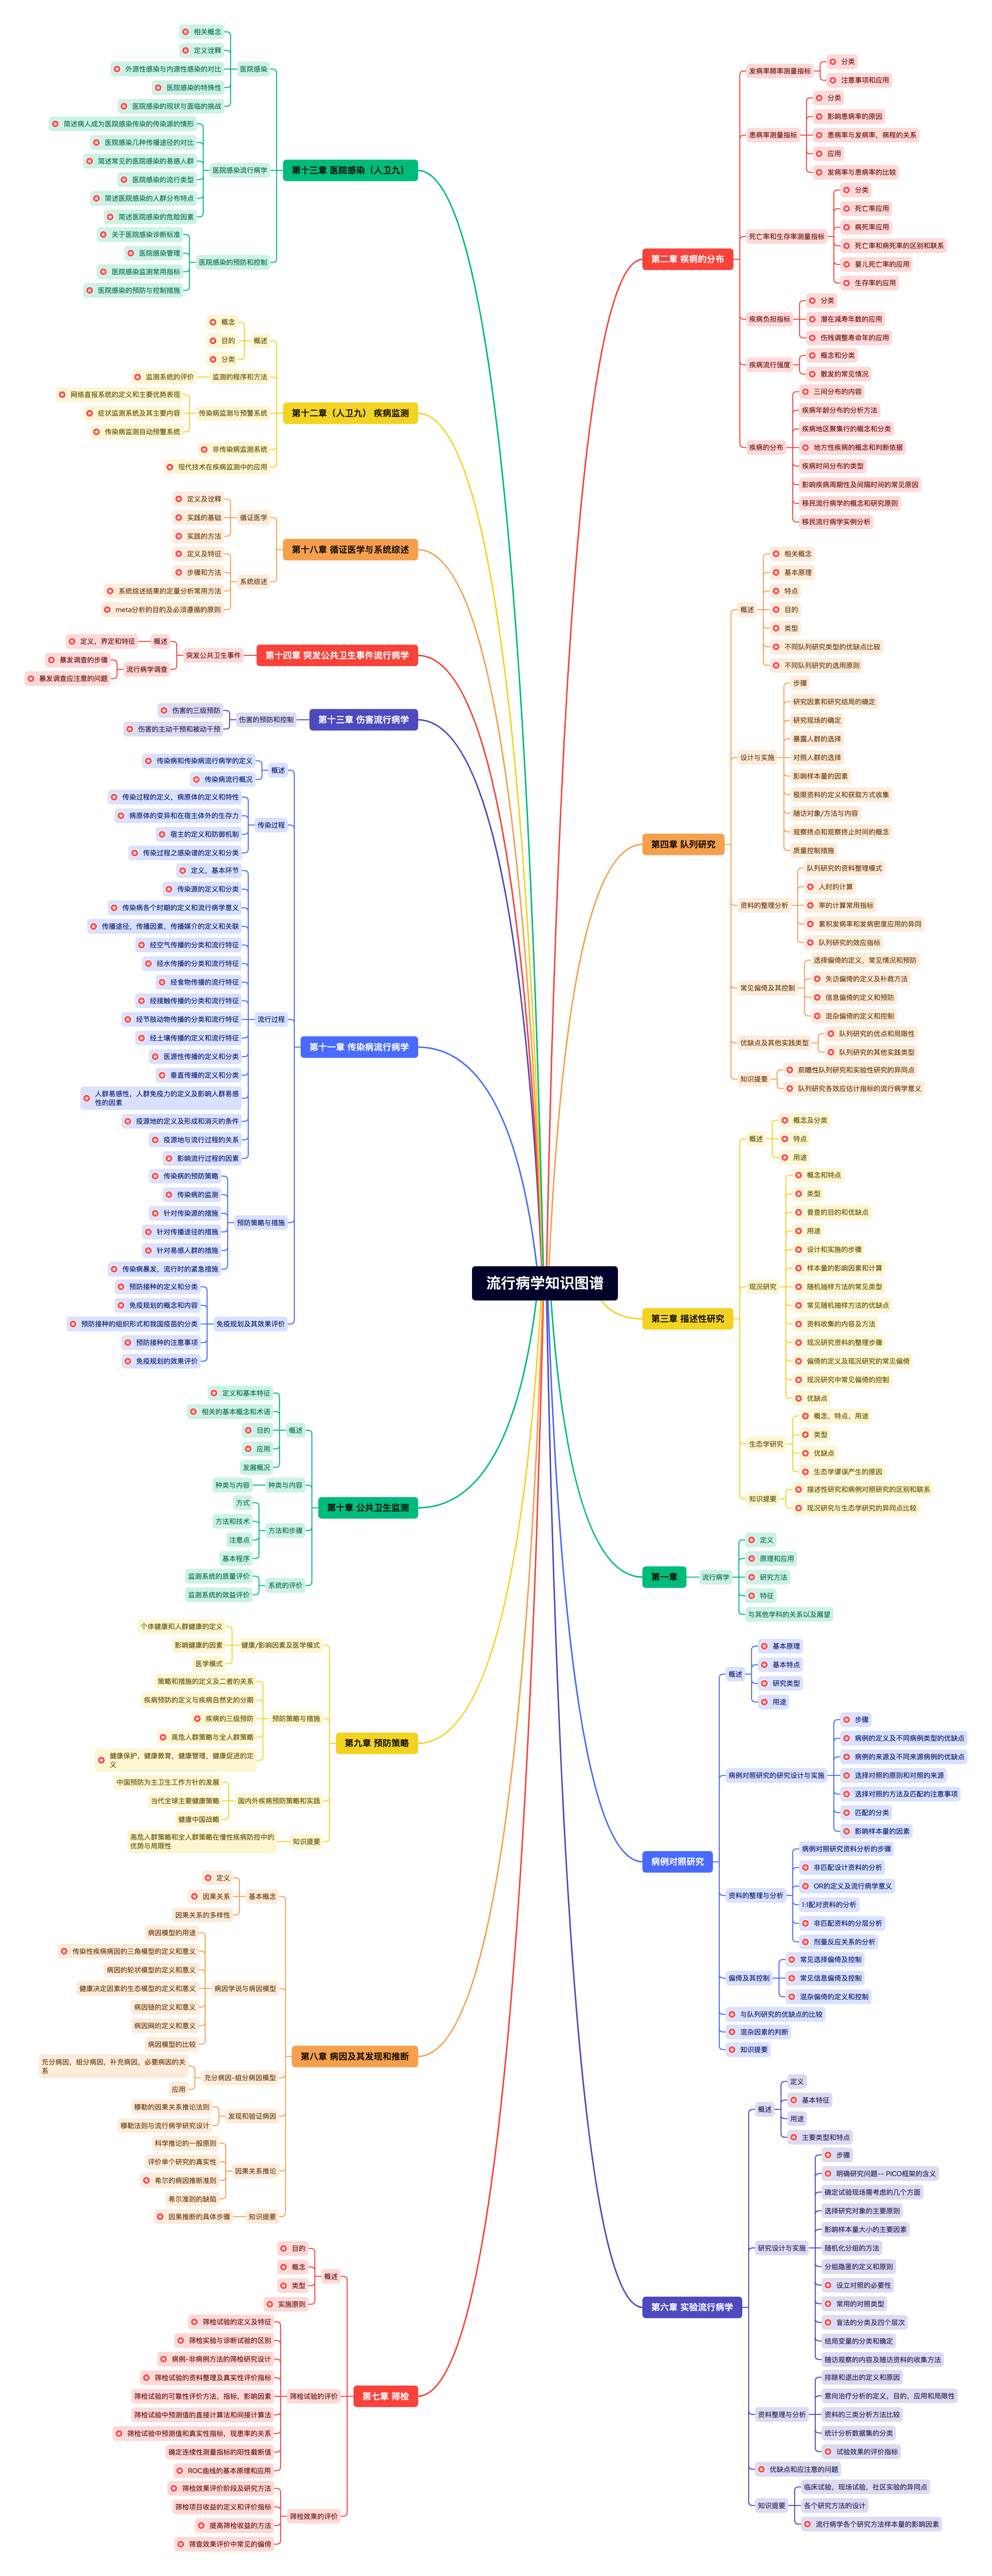 流行病学知识图谱
第二章 疾病的分布
发病率频率测量指标
分类
注意事项和应用
患病率测量指标
分类
影响患病率的原因
患病率与发病率，病程的关系
应用
发病率与患病率的比较
死亡率和生存率测量指标
分类
死亡率应用
病死率应用
死亡率和病死率的区别和联系
婴儿死亡率的应用
生存率的应用
疾病负担指标
分类
潜在减寿年数的应用
伤残调整寿命年的应用
疾病流行强度
概念和分类
散发的常见情况
疾病的分布
三间分布的内容
疾病年龄分布的分析方法
疾病地区聚集行的概念和分类
地方性疾病的概念和判断依据
疾病时间分布的类型
影响疾病周期性及间隔时间的常见原因
移民流行病学的概念和研究原则
移民流行病学实例分析
第四章 队列研究
概述
相关概念
基本原理
特点
目的
类型
不同队列研究类型的优缺点比较
不同队列研究的选用原则
设计与实施
步骤
研究因素和研究结局的确定
研究现场的确定
暴露人群的选择
对照人群的选择
影响样本量的因素
极限资料的定义和获取方式收集
随访对象/方法与内容
观察终点和观察终止时间的概念
质量控制措施
资料的整理分析
队列研究的资料整理模式
人时的计算
率的计算常用指标
累积发病率和发病密度应用的异同
队列研究的效应指标
常见偏倚及其控制
选择偏倚的定义，常见情况和预防
失访偏倚的定义及补救方法
信息偏倚的定义和预防
混杂偏倚的定义和控制
优缺点及其他实践类型
队列研究的优点和局限性
队列研究的其他实践类型
知识提要
前瞻性队列研究和实验性研究的异同点
队列研究各效应估计指标的流行病学意义
第三章 描述性研究
概述
概念及分类
特点
用途
现况研究
概念和特点
类型
普查的目的和优缺点
用途
设计和实施的步骤
样本量的影响因素和计算
随机抽样方法的常见类型
常见随机抽样方法的优缺点
资料收集的内容及方法
现况研究资料的整理步骤
偏倚的定义及现况研究的常见偏倚
现况研究中常见偏倚的控制
优缺点
生态学研究
概念，特点，用途
类型
优缺点
生态学谬误产生的原因
知识提要
描述性研究和病例对照研究的区别和联系
现况研究与生态学研究的异同点比较
第一章
流行病学
定义
原理和应用
研究方法
特征
与其他学科的关系以及展望
病例对照研究
概述
基本原理
基本特点
研究类型
用途
病例对照研究的研究设计与实施
步骤
病例的定义及不同病例类型的优缺点
病例的来源及不同来源病例的优缺点
选择对照的原则和对照的来源
选择对照的方法及匹配的注意事项
匹配的分类
影响样本量的因素
资料的整理与分析
病例对照研究资料分析的步骤
非匹配设计资料的分析
OR的定义及流行病学意义
1:1配对资料的分析
非匹配资料的分层分析
剂量反应关系的分析
偏倚及其控制
常见选择偏倚及控制
常见信息偏倚及控制
混杂偏倚的定义和控制
与队列研究的优缺点的比较
混杂因素的判断
知识提要
第六章 实验流行病学
概述
定义
基本特征
用途
主要类型和特点
研究设计与实施
步骤
明确研究问题-- PICO框架的含义
确定试验现场需考虑的几个方面
选择研究对象的主要原则
影响样本量大小的主要因素
随机化分组的方法
分组隐匿的定义和原则
设立对照的必要性
常用的对照类型
盲法的分类及四个层次
结局变量的分类和确定
随访观察的内容及随访资料的收集方法
资料整理与分析
排除和退出的定义和原因
意向治疗分析的定义，目的，应用和局限性
资料的三类分析方法比较
统计分析数据集的分类
试验效果的评价指标
优缺点和应注意的问题
知识提要
临床试验，现场试验，社区实验的异同点
各个研究方法的设计
流行病学各个研究方法样本量的影响因素
第十三章 医院感染（人卫九）
医院感染
相关概念
定义诠释
外源性感染与内源性感染的对比
医院感染的特殊性
医院感染的现状与面临的挑战
医院感染流行病学
简述病人成为医院感染传染的传染源的情形
医院感染几种传播途径的对比
简述常见的医院感染的易感人群
医院感染的流行类型
简述医院感染的人群分布特点
简述医院感染的危险因素
医院感染的预防和控制
关于医院感染诊断标准
医院感染管理
医院感染监测常用指标
医院感染的预防与控制措施
第十二章（人卫九） 疾病监测
概述
概念
目的
分类
监测的程序和方法
监测系统的评价
传染病监测与预警系统
网络直报系统的定义和主要优势表现
症状监测系统及其主要内容
传染病监测自动预警系统
非传染病监测系统
现代技术在疾病监测中的应用
第十八章 循证医学与系统综述
循证医学
定义及诠释
实践的基础
实践的方法
系统综述
定义及特征
步骤和方法
系统综述结果的定量分析常用方法
meta分析的目的及必须遵循的原则
第十四章 突发公共卫生事件流行病学
突发公共卫生事件
概述
定义，界定和特征
流行病学调查
暴发调查的步骤
暴发调查应注意的问题
第十三章 伤害流行病学
伤害的预防和控制
伤害的三级预防
伤害的主动干预和被动干预
第十一章 传染病流行病学
概述
传染病和传染病流行病学的定义
传染病流行概况
传染过程
传染过程的定义，病原体的定义和特性
病原体的变异和在宿主体外的生存力
宿主的定义和防御机制
传染过程之感染谱的定义和分类
流行过程
定义，基本环节
传染源的定义和分类
传染病各个时期的定义和流行病学意义
传播途径，传播因素，传播媒介的定义和关联
经空气传播的分类和流行特征
经水传播的分类和流行特征
经食物传播的流行特征
经接触传播的分类和流行特征
经节肢动物传播的分类和流行特征
经土壤传播的定义和流行特征
医源性传播的定义和分类
垂直传播的定义和分类
人群易感性，人群免疫力的定义及影响人群易感
性的因素
疫源地的定义及形成和消灭的条件
疫源地与流行过程的关系
影响流行过程的因素
预防策略与措施
传染病的预防策略
传染病的监测
针对传染源的措施
针对传播途径的措施
针对易感人群的措施
传染病暴发，流行时的紧急措施
免疫规划及其效果评价
预防接种的定义和分类
免疫规划的概念和内容
预防接种的组织形式和我国疫苗的分类
预防接种的注意事项
免疫规划的效果评价
第十章 公共卫生监测
概述
定义和基本特征
相关的基本概念和术语
目的
应用
发展概况
种类与内容
种类与内容
方法和步骤
方式
方法和技术
注意点
基本程序
系统的评价
监测系统的质量评价
监测系统的效益评价
第九章 预防策略
健康/影响因素及医学模式
个体健康和人群健康的定义
影响健康的因素
医学模式
预防策略与措施
策略和措施的定义及二者的关系
疾病预防的定义与疾病自然史的分期
疾病的三级预防
高危人群策略与全人群策略
健康保护，健康教育，健康管理，健康促进的定
义
国内外疾病预防策略和实践
中国预防为主卫生工作方针的发展
当代全球主要健康策略
健康中国战略
知识提要
高危人群策略和全人群策略在慢性疾病防控中的
优势与局限性
第八章 病因及其发现和推断
基本概念
定义
因果关系
因果关系的多样性
病因学说与病因模型
病因模型的用途
传染性疾病病因的三角模型的定义和意义
病因的轮状模型的定义和意义
健康决定因素的生态模型的定义和意义
病因链的定义和意义
病因网的定义和意义
病因模型的比较
充分病因-组分病因模型
充分病因，组分病因，补充病因，必要病因的关
系
应用
发现和验证病因
穆勒的因果关系推论法则
穆勒法则与流行病学研究设计
因果关系推论
科学推论的一般原则
评价单个研究的真实性
希尔的病因推断准则
希尔准则的缺陷
知识提要
因果推断的具体步骤
第七章 筛检
概述
目的
概念
类型
实施原则
筛检试验的评价
筛检试验的定义及特征
筛检实验与诊断试验的区别
病例-非病例方法的筛检研究设计
筛检试验的资料整理及真实性评价指标
筛检试验的可靠性评价方法，指标，影响因素
筛检试验中预测值的直接计算法和间接计算法
筛检试验中预测值和真实性指标，现患率的关系
确定连续性测量指标的阳性截断值
ROC曲线的基本原理和应用
筛检效果的评价
筛检效果评价阶段及研究方法
筛检项目收益的定义和评价指标
提高筛检收益的方法
筛查效果评价中常见的偏倚